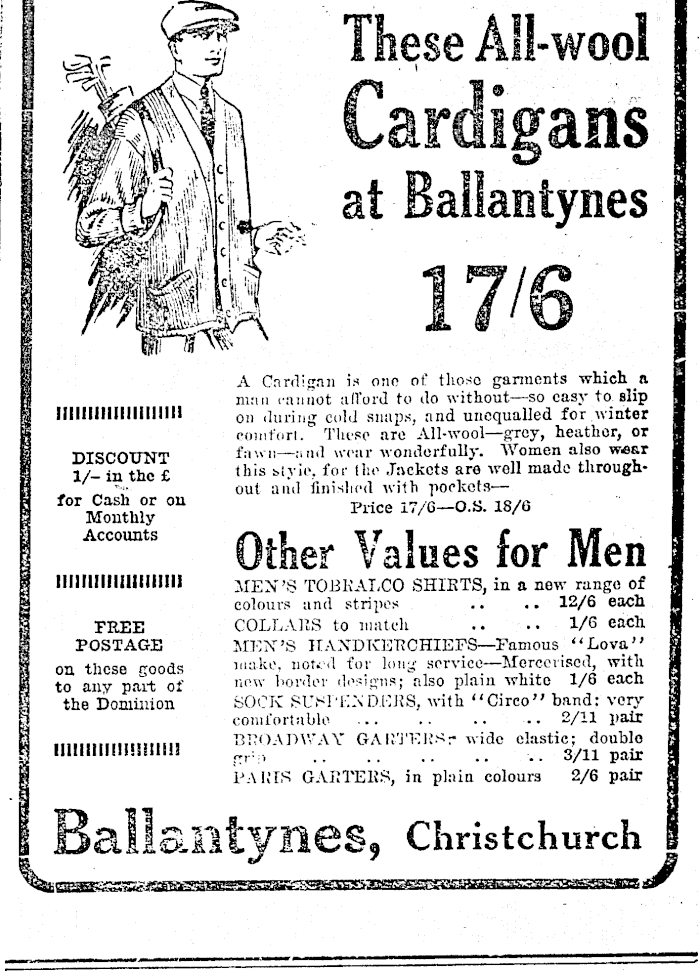 These All-wool
Cardigans
at Ballantynes
17/6
A Cardigan is one of those garments which a
man cannot afford to do without—so easy to slip
on during cold snaps, and unequalled for winter
comfort. These are All-wool—grey, heather, or
fawn—and wear wonderfully. Women also wear
this style, for the Jackets are well made through-
out and finished with pockets—
Price 17/6—O.S. 18/6
DISCOUNT
1/- in the £
for Cash or on
Monthly
Accounts
FREE
POSTAGE
on these goods
to any part of
the Dominion
Other Values for Men
MEN'S TOBRALCO SHIRTS, in a new range of
colours and stripes .. .. 12/6 each
COLLARS to match .. .. 1/6 each
MEN'S HANDKERCHIEFS—Famous "Lova"
make, noted for long service—Mercerised, with
new border designs; also plain white 1/6 each
SOCK SUSPENDERS, with "Circo" band: very
comfortable ... .. .. .. 2/11 pair
BROADWAY GARTERS- wide elastic; double
grip .. .. .. .. .. 3/11 pair
PARIS GARTERS, in plain colours 2/6 pair
Ballantynes, Christchurch